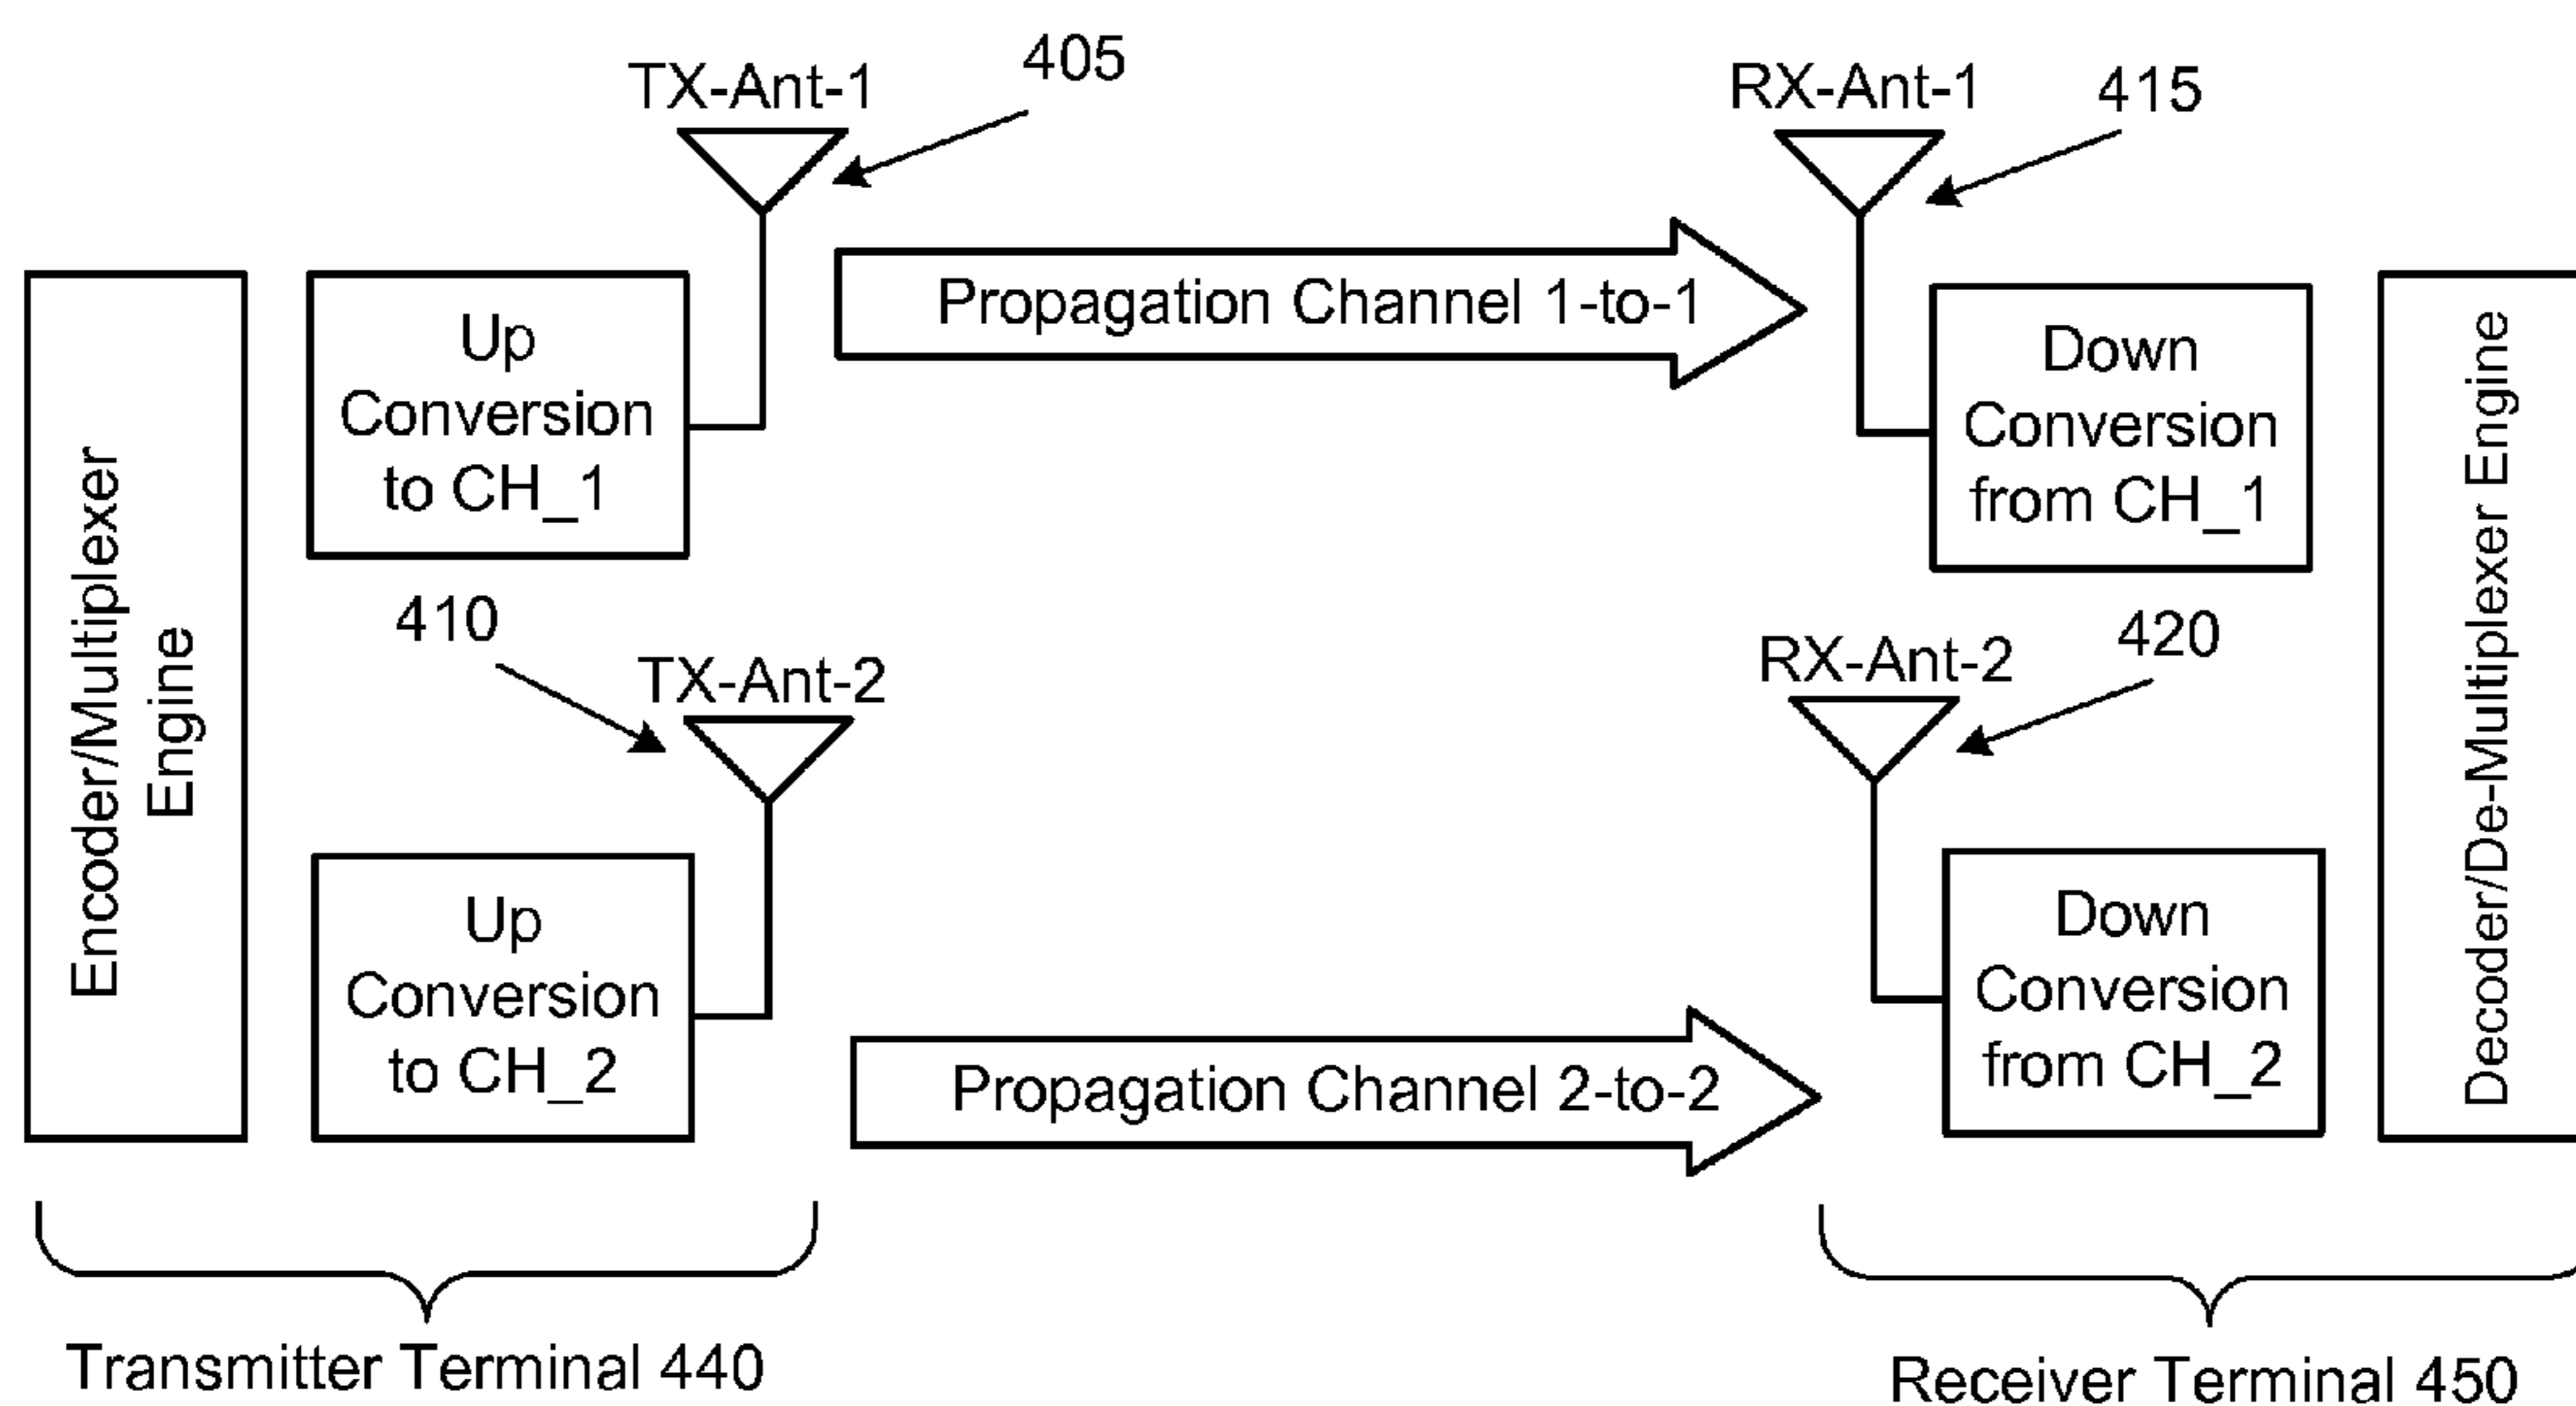 TX-Ant-1
405
RX-Ant-1
415
Encoder/Multiplexer
Engine
Up
Conversion
to CH_1
Propagation Channel 1-to-1
Down
Conversion
from CH_1
Decoder/De-Multiplexer Engine
410
TX-Ant-2
RX-Ant-2
420
Up
Conversion
to CH_2
Propagation Channel 2-to-2
Down
Conversion
from CH_2
Transmitter Terminal 440
Receiver Terminal 450